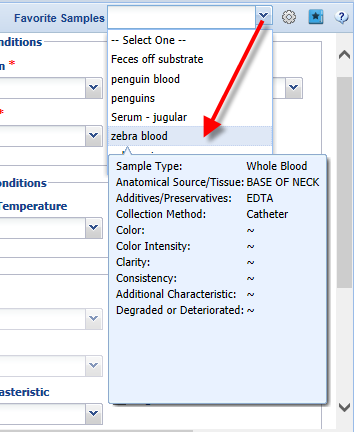 Favorite Samples
-- Select One --
onditions
Feces off substrate
n *
penguin blood
penguins
*
Serum - jugular
zebra blood
Sample Type: Whole Blood
onditions
Anatomical Source/Tissue: BASE OF NECK
Temperature
Additives/Preservatives: EDTA
Collection Method: Catheter
Color: ~
Color Intensity: ~
Clarity: ~
Consistency: ~
Additional Characteristic: ~
Degraded or Deteriorated: ~
asteristic